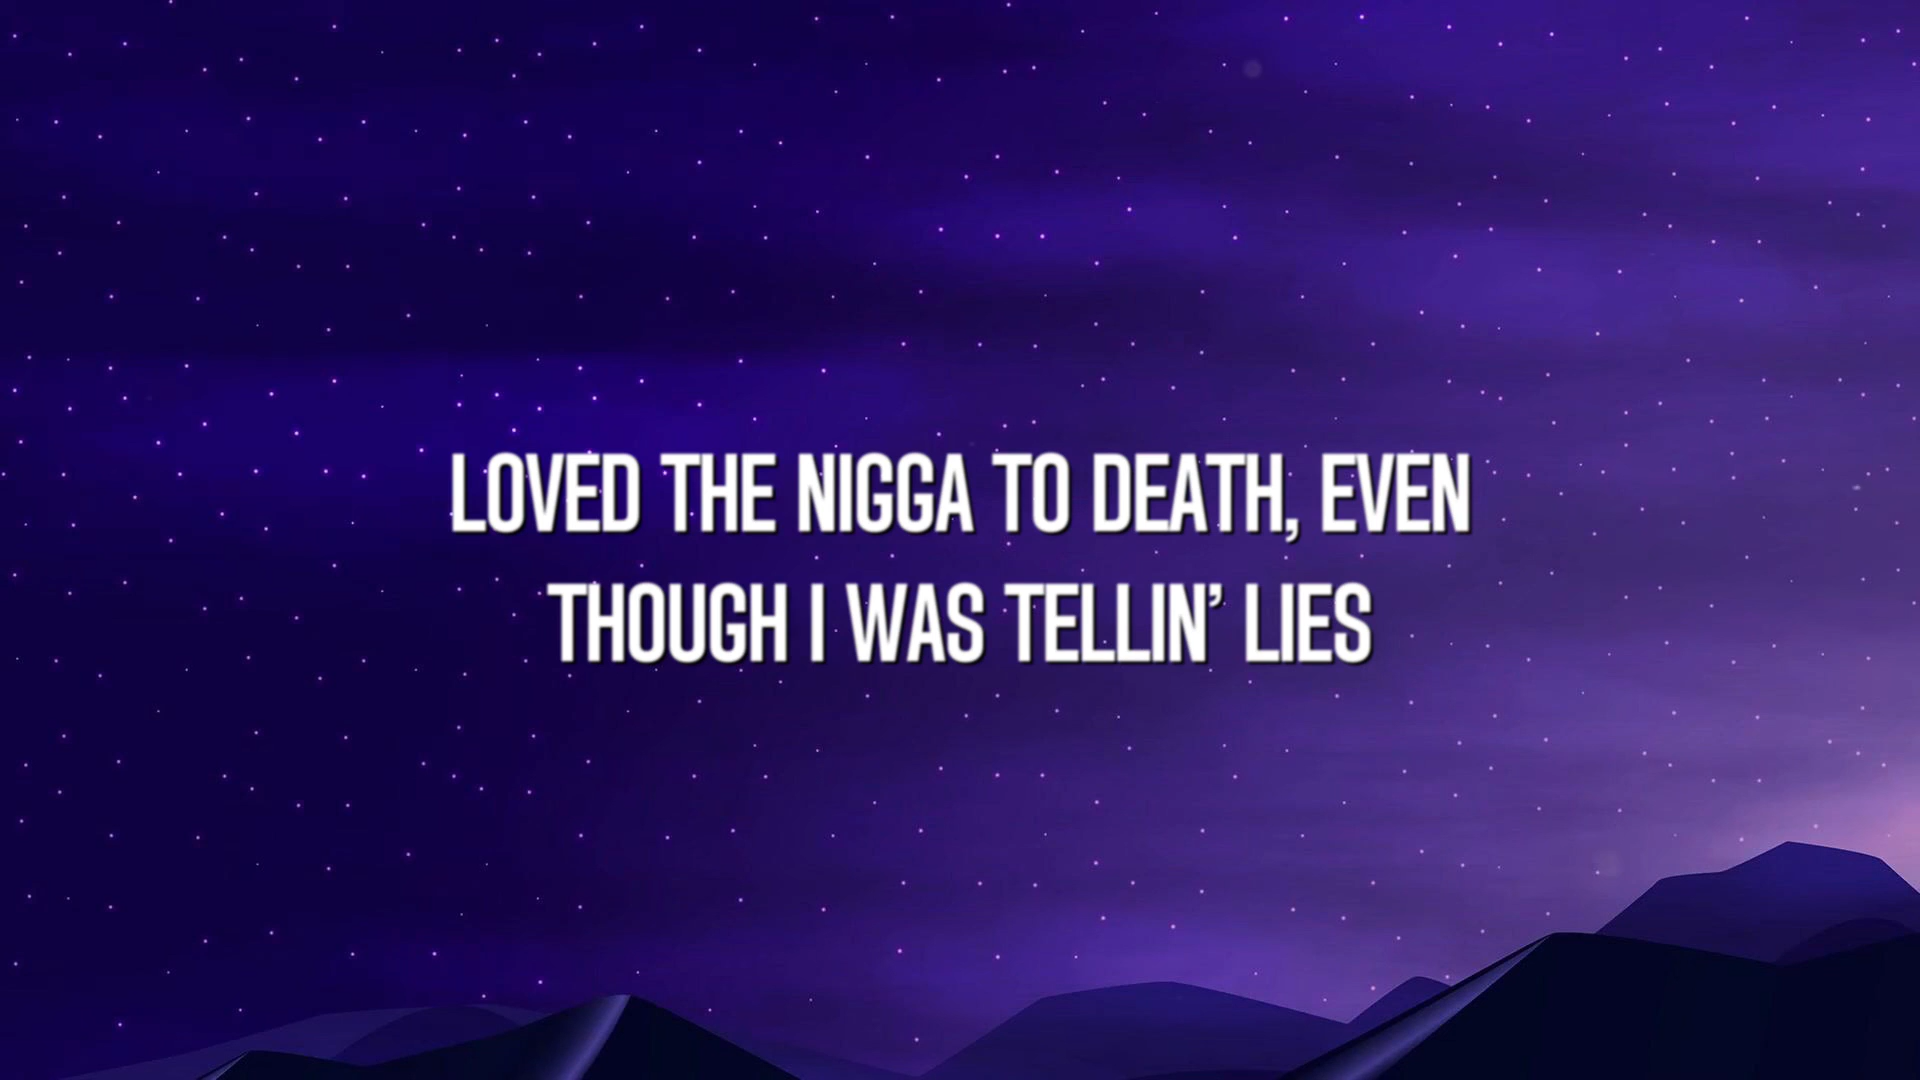 LOVED THE NIGGA TO DEATH, EVEN
THOUGH I WAS TELLIN’ LIES